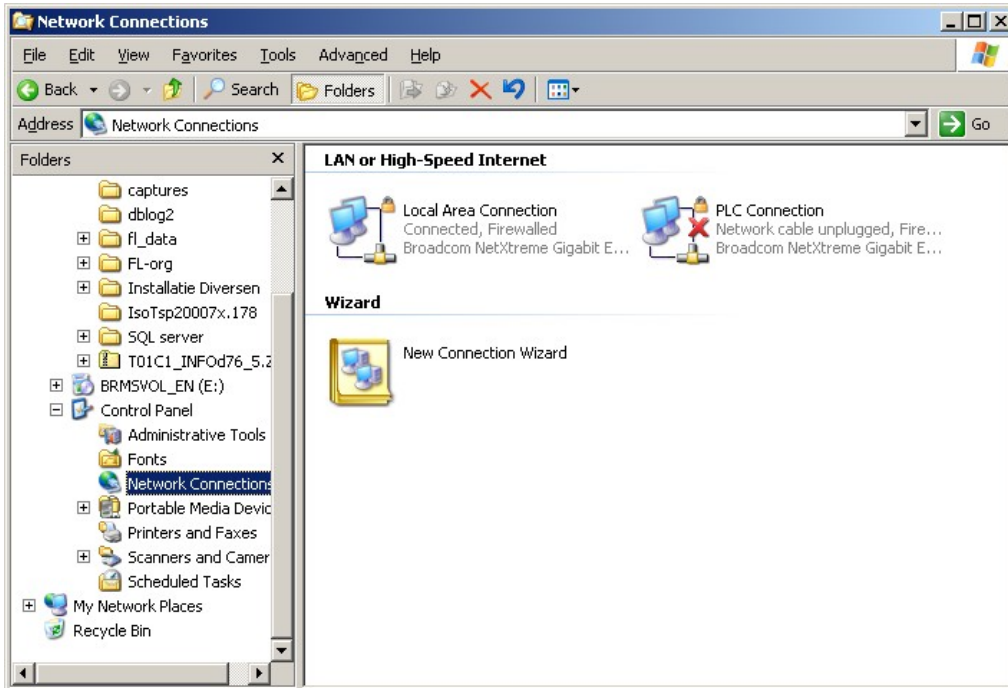 Network Connections
File Edit View Favorites Tools Advanced Help
Back Search Folders
Address Network Connections Go
Folders
captures
dblog2
fl_data
FL-org
Installatie Diversen
IsoTsp20007x.178
SQL server
T01C1_INFOd76_5.Z
BRMSVOL_EN (E:)
Control Panel
Administrative Tools
Fonts
Network Connections
Portable Media Devic
Printers and Faxes
Scanners and Camer
Scheduled Tasks
My Network Places
Recycle Bin
LAN or High-Speed Internet
Local Area Connection
Connected, Firewalled
Broadcom NetXtreme Gigabit E...
PLC Connection
Network cable unplugged, Fire...
Broadcom NetXtreme Gigabit E...
Wizard
New Connection Wizard